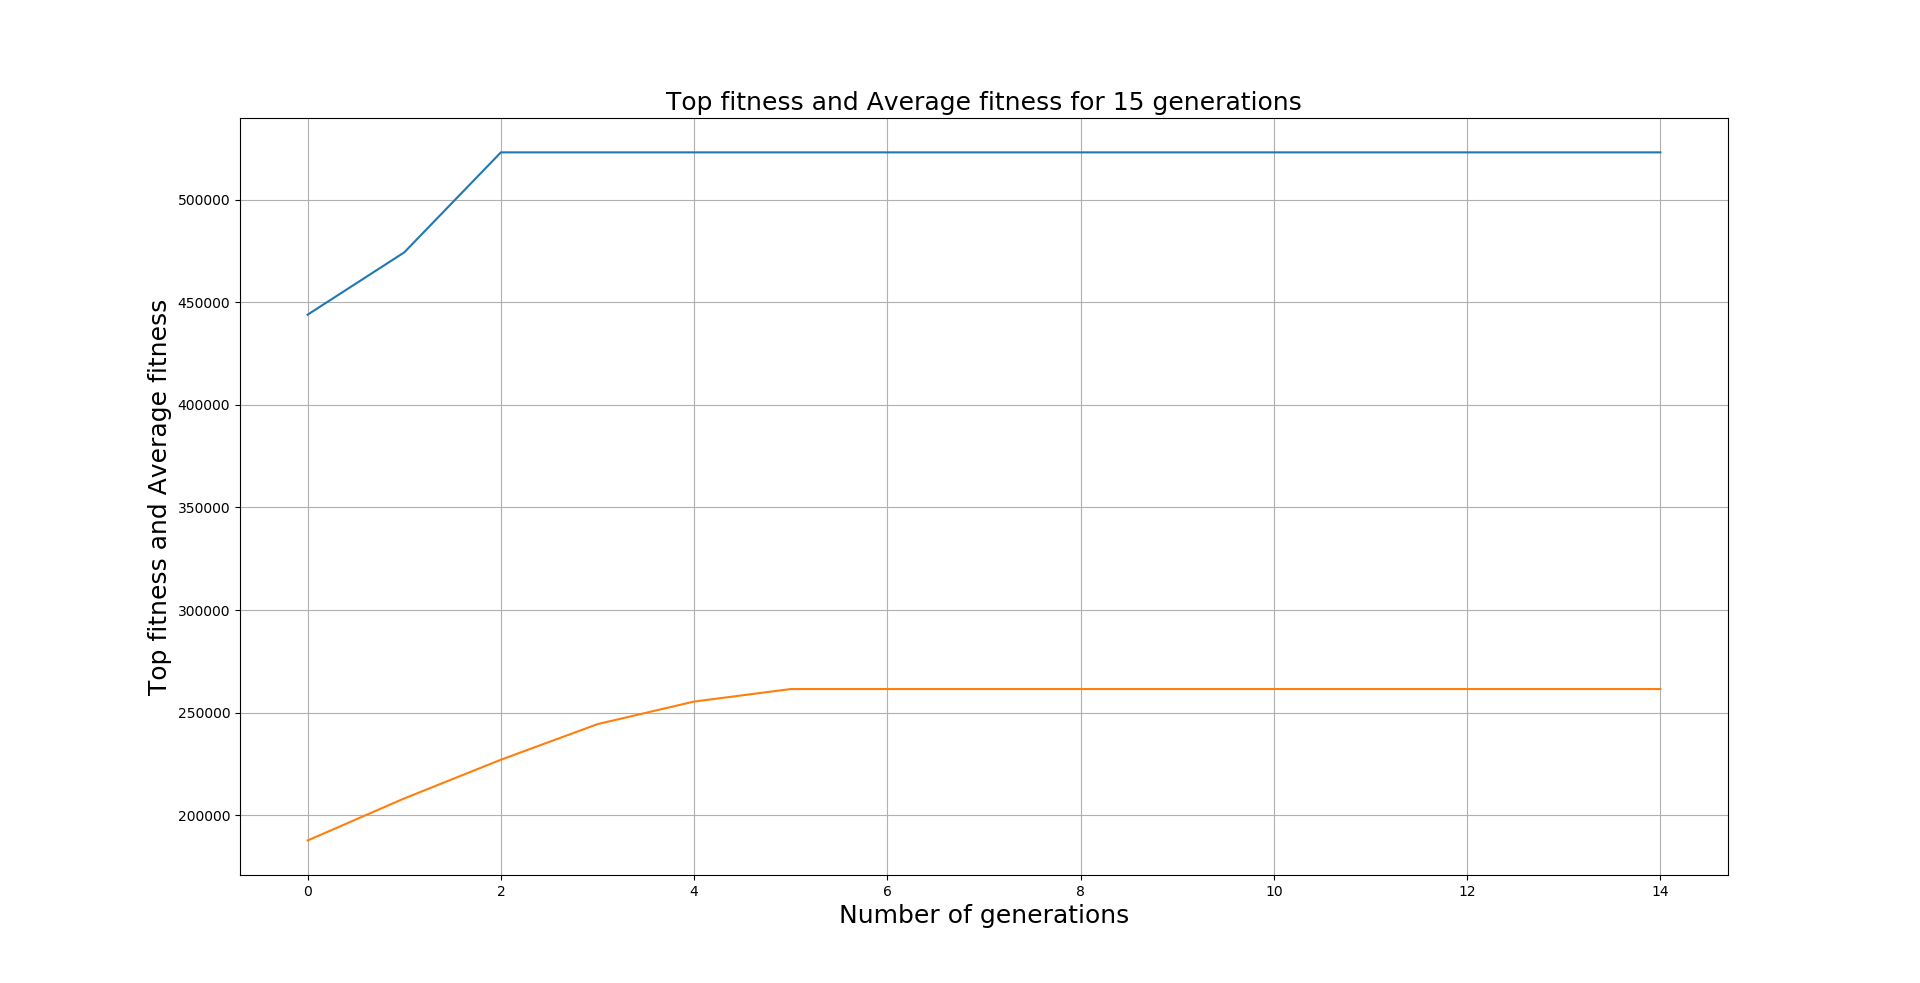 Top fitness and Average fitness for 15 generations
Top fitness and Average fitness
500000
450000
400000
350000
300000
250000
200000
0 2 4 6 8 10 12 14
Number of generations